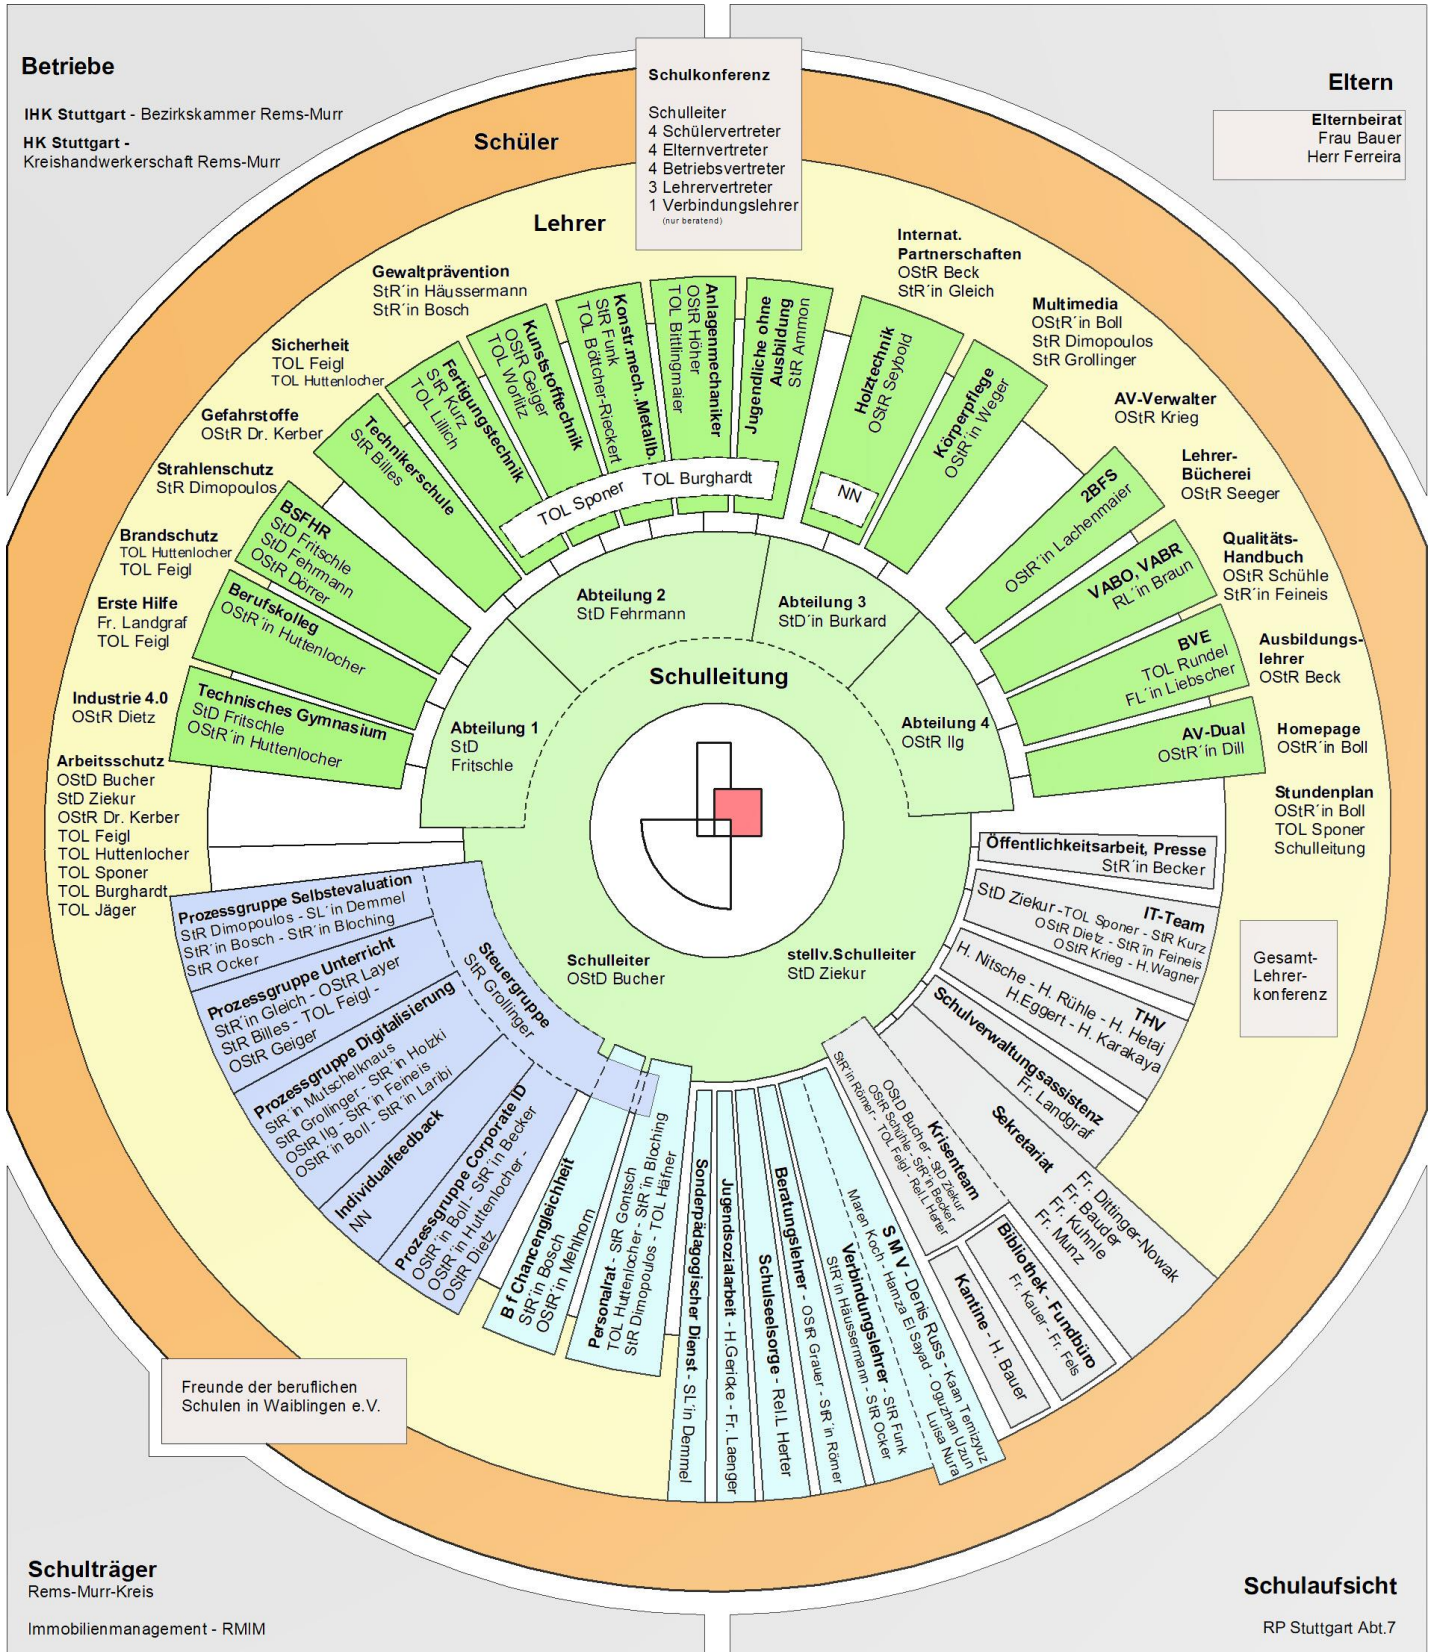 Betriebe
IHK Stuttgart - Bezirkskammer Rems-Murr
HK Stuttgart -
Kreishandwerkerschaft Rems-Murr
Schulkonferenz
Schulleiter
4 Schülervertreter
4 Elternvertreter
4 Betriebsvertreter
3 Lehrervertreter
1 Verbindungslehrer
(nur beratend)
Eltern
Elternbeirat
Frau Bauer
Herr Ferreira
Schüler
Lehrer
Gewaltprävention
StR´in Häussermann
StR´in Bosch
Sicherheit
TOL Feigl
TOL Huttenlocher
Gefahrstoffe
OStR Dr. Kerber
Strahlenschutz
StR Dimopoulos
Brandschutz
TOL Huttenlocher
TOL Feigl
Erste Hilfe
Fr. Landgraf
TOL Feigl
Industrie 4.0
OStR Dietz
Arbeitsschutz
OStD Bucher
StD Ziekur
OStR Dr. Kerber
TOL Feigl
TOL Huttenlocher
TOL Sponer
TOL Burghardt
TOL Jäger
Internat.
Partnerschaften
OStR Beck
StR´in Gleich
Multimedia
OStR´in Boll
StR Dimopoulos
StR Grollinger
AV-Verwalter
OStR Krieg
Lehrer-
Bücherei
OStR Seeger
Qualitäts-
Handbuch
OStR Schühle
StR´in Feineis
Ausbildungs-
lehrer
OStR Beck
Homepage
OStR´in Boll
Stundenplan
OStR´in Boll
TOL Sponer
Schulleitung
Gesamt-
Lehrer-
konferenz
Technisches Gymnasium
StD Fritschle
OStR´in Huttenlocher
Berufskolleg
OStR´in Huttenlocher
BSFHR
StD Fritschle
StD Fehrmann
OStR Dörrer
Technikerschule
StR Billes
Fertigungstechnik
StR Kurz
TOL Lillich
Kunststofftechnik
OStR Geiger
TOL Worlitz
Konstr.mech.,Metallb.
StR Funk
TOL Böttcher-Rieckert
Anlagenmechaniker
OStR Höher
TOL Bittlingmaier
Jugendliche ohne
Ausbildung
StR Ammon
TOL Sponer TOL Burghardt
Holztechnik
OStR Seybold
NN
Körperpflege
OStR´in Weger
2BFS
OStR´in Lachenmaier
VABO, VABR
RL´in Braun
BVE
TOL Rundel
FL´in Liebscher
AV-Dual
OStR´in Dill
Abteilung 1
StD
Fritschle
Abteilung 2
StD Fehrmann
Abteilung 3
StD´in Burkard
Abteilung 4
OStR Ilg
Schulleitung
Schulleiter
OStD Bucher
stellv.Schulleiter
StD Ziekur
Öffentlichkeitsarbeit, Presse
StR´in Becker
IT-Team
StD Ziekur -TOL Sponer - StR Kurz
OStR Dietz - StR´in Feineis
OStR Krieg - H.Wagner
THV
H. Nitsche - H. Rühle - H. Hetaj
H.Eggert - H. Karakaya
Schulverwaltungsassistenz
Fr. Landgraf
Sekretariat
Fr. Dittinger-Nowak
Fr. Bauder
Fr. Kuhnle
Fr. Munz
Krisenteam
OStD Bucher - StD Ziekur
OStR Schühle - StR´in Becker
StR´in Römer - TOL Feigl - Rel.L Herter
Bibliothek - Fundbüro
Fr. Kauer - Fr. Fels
Kantine - H. Bauer
S M V - Denis Russ - Kaan Temizyuz
Maren Koch - Hamza El Sayad - Oguzhan Uzun
Luisa Nura
Verbindungslehrer - StR Funk
StR´in Häussermann - StR Ocker
Beratungslehrer - OStR Grauer - StR´in Römer
Schulseelsorge - Rel.L Herter
Jugendsozialarbeit - H.Gericke - Fr. Laenger
Sonderpädagogischer Dienst - SL´in Demmel
Personalrat - StR Gontsch
TOL Huttenlocher - StR´in Bloching
StR Dimopoulos - TOL Häfner
B f Chancengleichheit
StR´in Bosch
OStR´in Mehlhorn
Steuergruppe
StR Grollinger
Prozessgruppe Selbstevaluation
StR Dimopoulos - SL´in Demmel
StR´in Bosch - StR´in Bloching
StR Ocker
Prozessgruppe Unterricht
StR´in Gleich - OStR Layer
StR Billes - TOL Feigl -
OStR Geiger
Prozessgruppe Digitalisierung
StR´in Mutschelknaus
StR Grollinger - StR´in Holzki
OStR Ilg - StR´in Feineis
OStR´in Boll - StR´in Laribi
Individualfeedback
NN
Prozessgruppe Corporate ID
OStR´in Boll - StR´in Becker
OStR´in Huttenlocher -
OStR Dietz
Freunde der beruflichen
Schulen in Waiblingen e.V.
Schulträger
Rems-Murr-Kreis
Immobilienmanagement - RMIM
Schulaufsicht
RP Stuttgart Abt.7